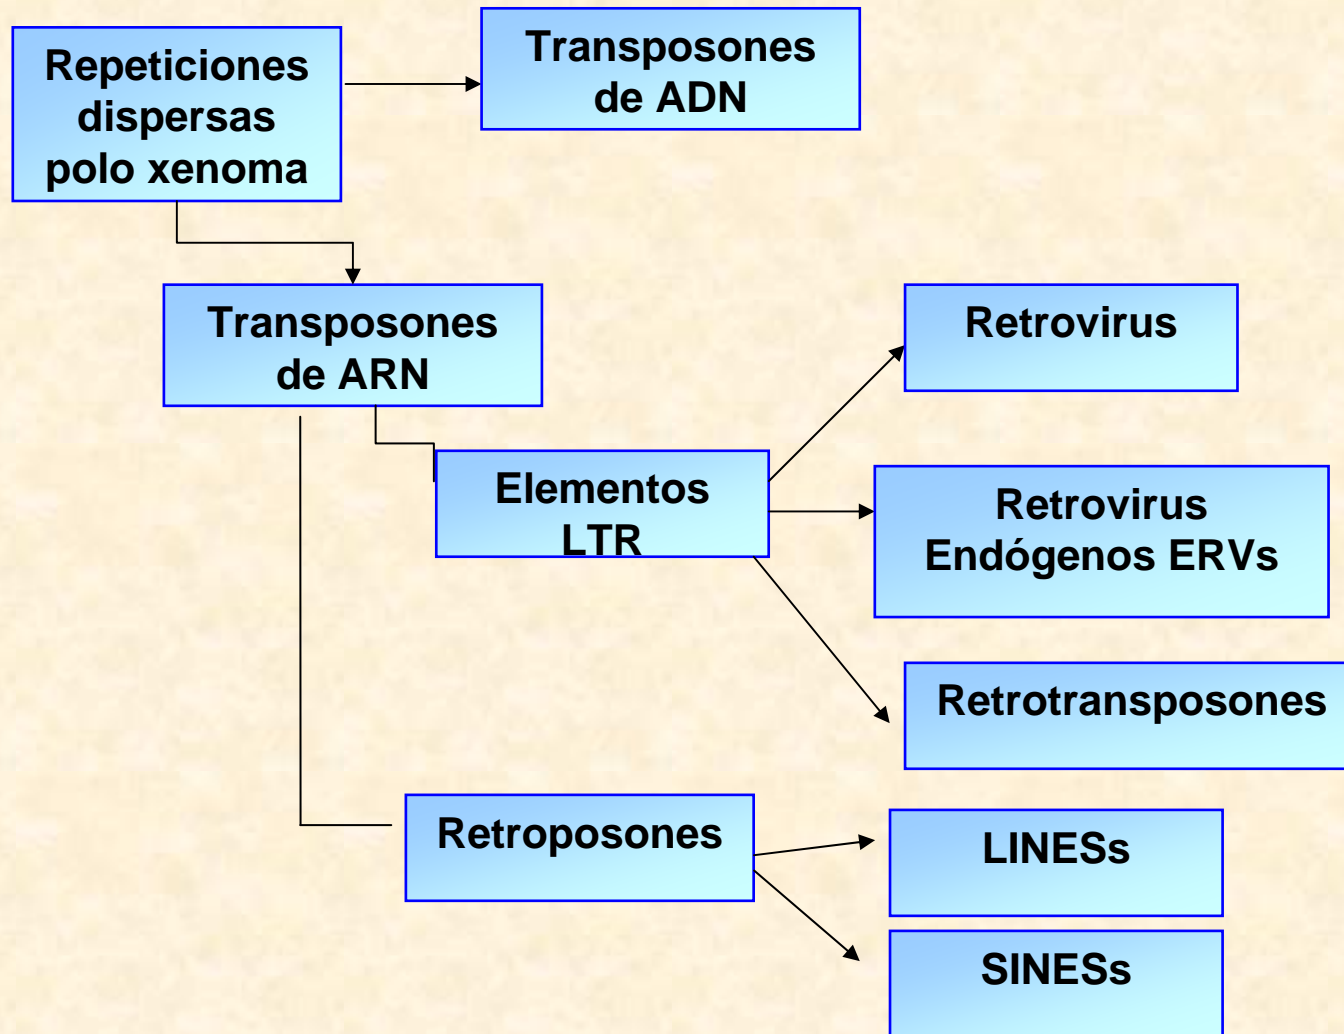 Repeticiones
dispersas
polo xenoma
Transposones
de ADN
Transposones
de ARN
Retrovirus
Elementos
LTR
Retrovirus
Endógenos ERVs
Retrotransposones
Retroposones
LINESs
SINESs